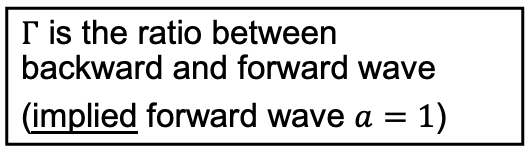 Γ is the ratio between
backward and forward wave
(implied forward wave a = 1)